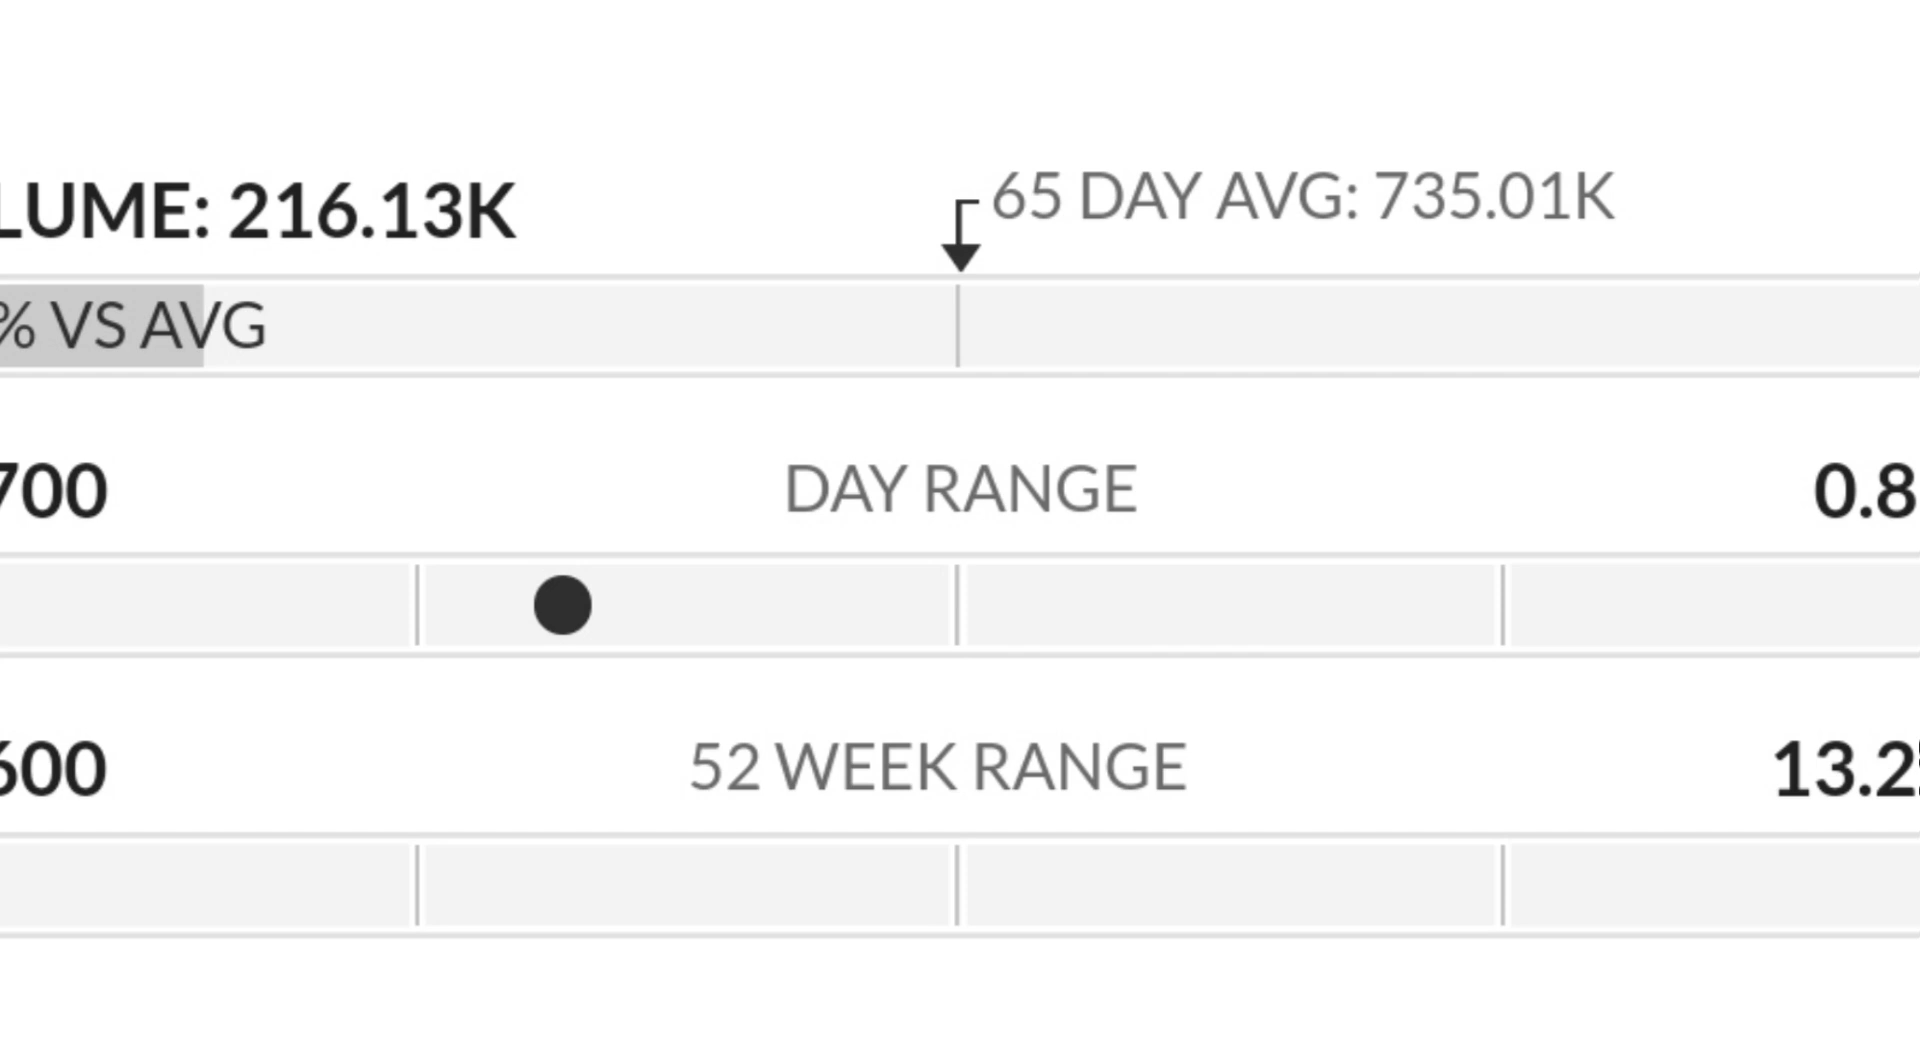 LUME: 216.13K
65 DAY AVG: 735.01K
% VS AVG
700 DAY RANGE 0.8
600 52 WEEK RANGE 13.2